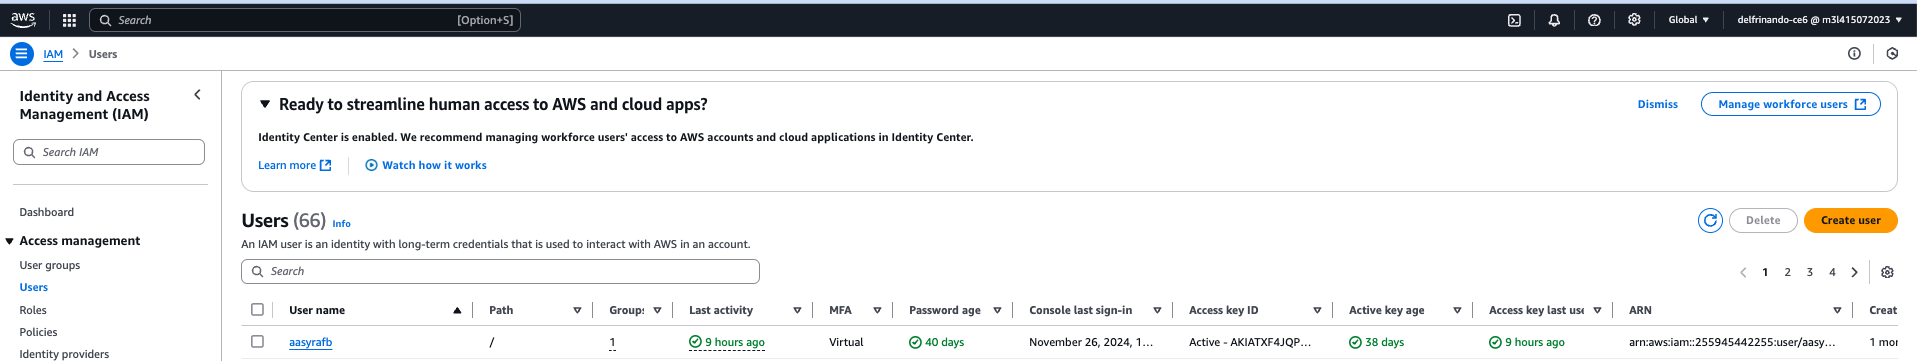 aws Search [Option+S] Global delfrinando-ce6 @ m3l415072023
IAM Users
Identity and Access Management (IAM)
Search IAM
Dashboard
Access management
User groups
Users
Roles
Policies
Identity providers
Ready to streamline human access to AWS and cloud apps?
Dismiss Manage workforce users
Identity Center is enabled. We recommend managing workforce users' access to AWS accounts and cloud applications in Identity Center.
Learn more Watch how it works
Users (66) Info
Delete Create user
An IAM user is an identity with long-term credentials that is used to interact with AWS in an account.
Search
1 2 3 4
User name Path Groups Last activity MFA Password age Console last sign-in Access key ID Active key age Access key last use ARN Creat
aasyrafb / 1 9 hours ago Virtual 40 days November 26, 2024, 1... Active - AKIATXF4JQP... 38 days 9 hours ago arn:aws:iam::255945442255:user/aasy... 1 mor